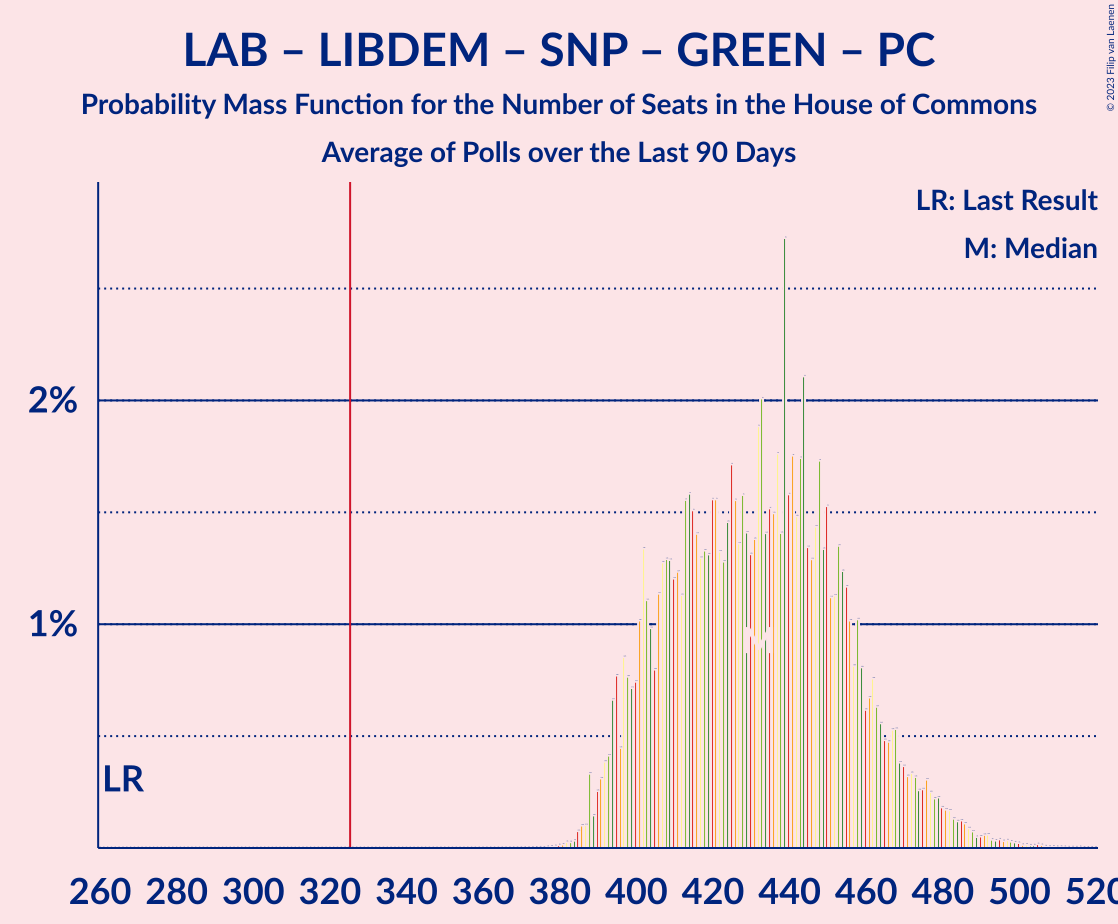 LAB – LIBDEM – SNP – GREEN – PC
Probability Mass Function for the Number of Seats in the House of Commons
Average of Polls over the Last 90 Days
© 2023 Filip van Laenen
LR: Last Result
M: Median
2%
1%
LR
M
260 280 300 320 340 360 380 400 420 440 460 480 500 520